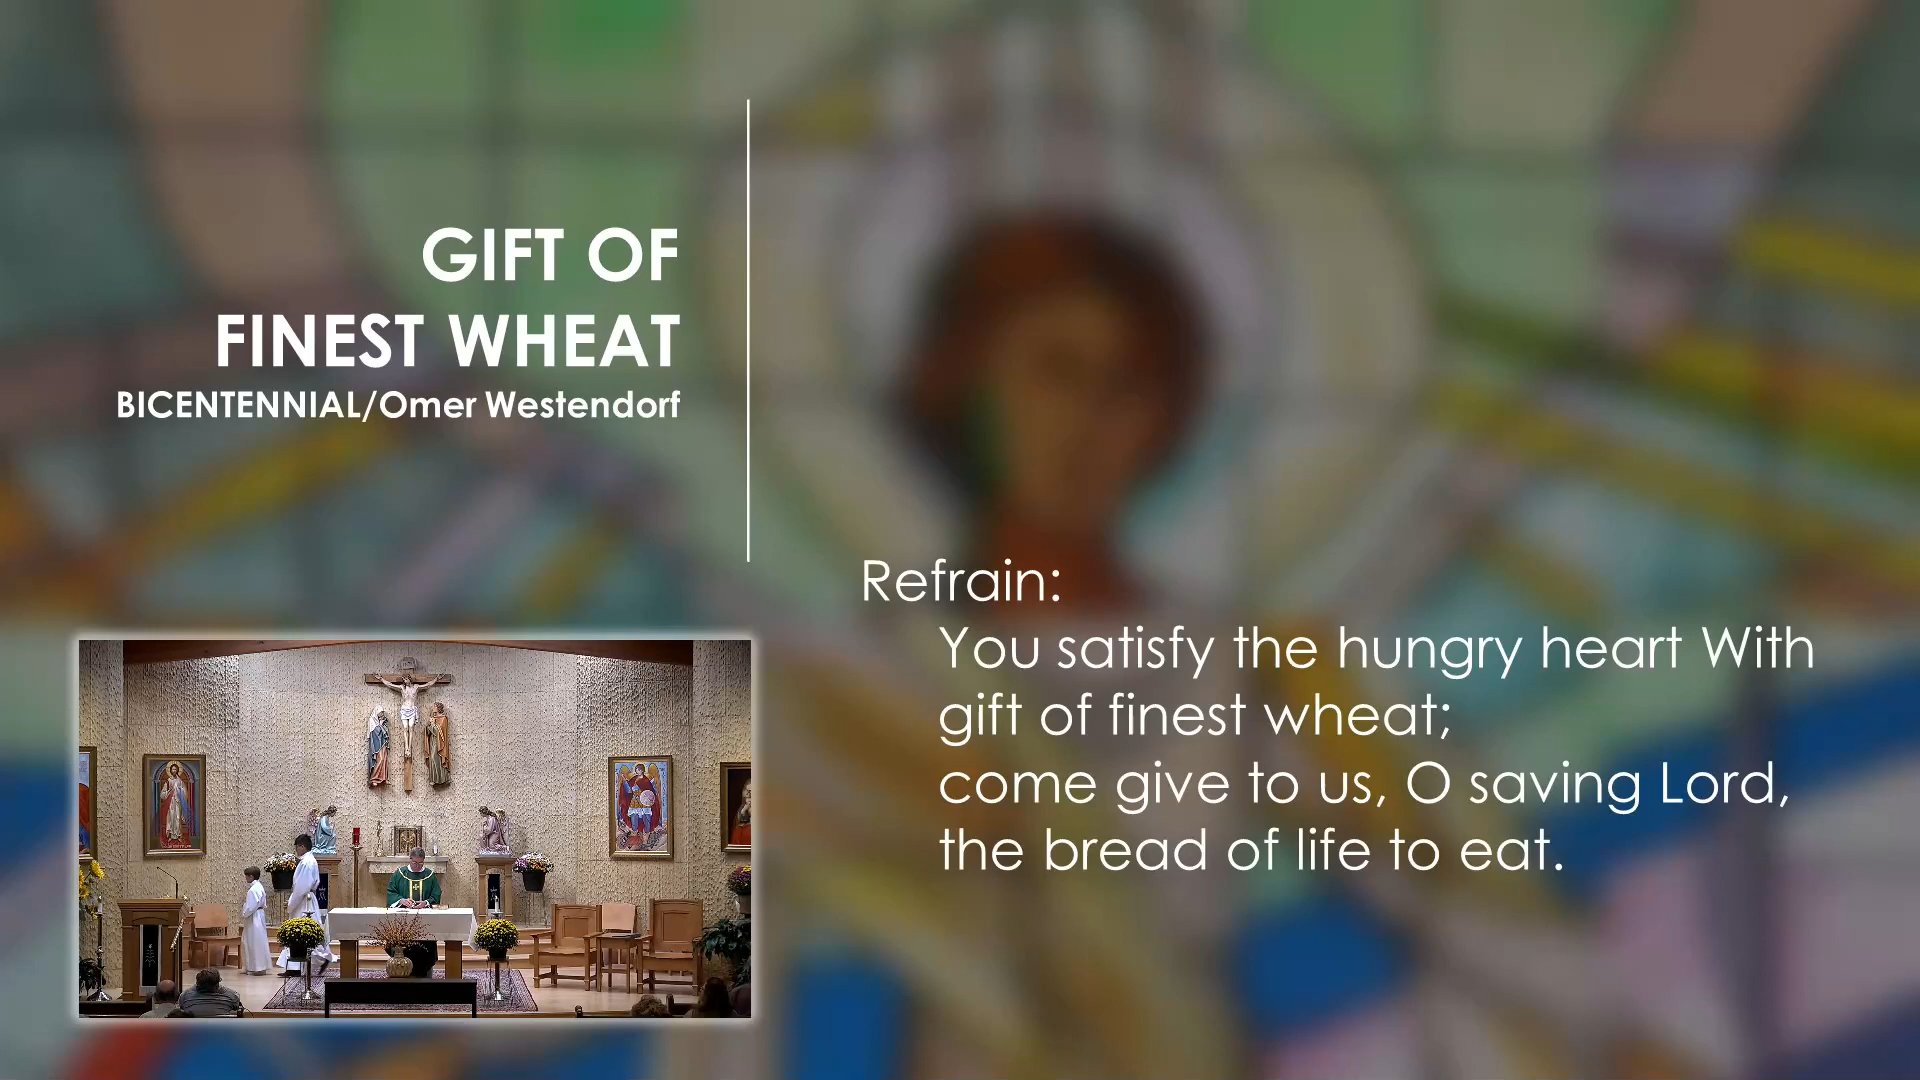 GIFT OF
FINEST WHEAT
BICENTENNIAL/Omer Westendorf
Refrain:
You satisfy the hungry heart With
gift of finest wheat;
come give to us, O saving Lord,
the bread of life to eat.